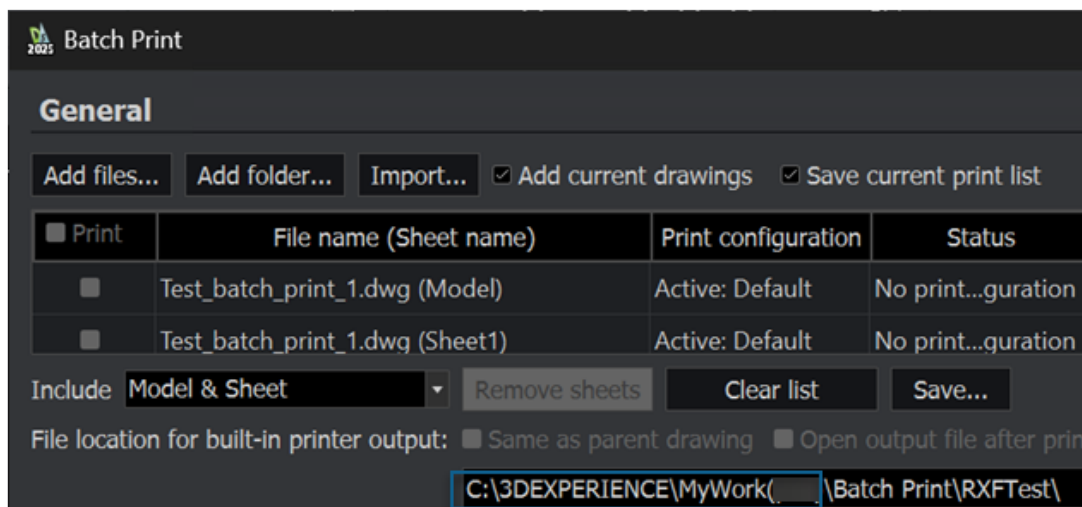 2025 Batch Print
General
Add files... Add folder... Import... Add current drawings Save current print list
Print File name (Sheet name) Print configuration Status
Test_batch_print_1.dwg (Model) Active: Default No print...guration
Test_batch_print_1.dwg (Sheet1) Active: Default No print...guration
Include Model & Sheet Remove sheets Clear list Save...
File location for built-in printer output: Same as parent drawing Open output file after prin
C:\3DEXPERIENCE\MyWork( \Batch Print\RXFTest\